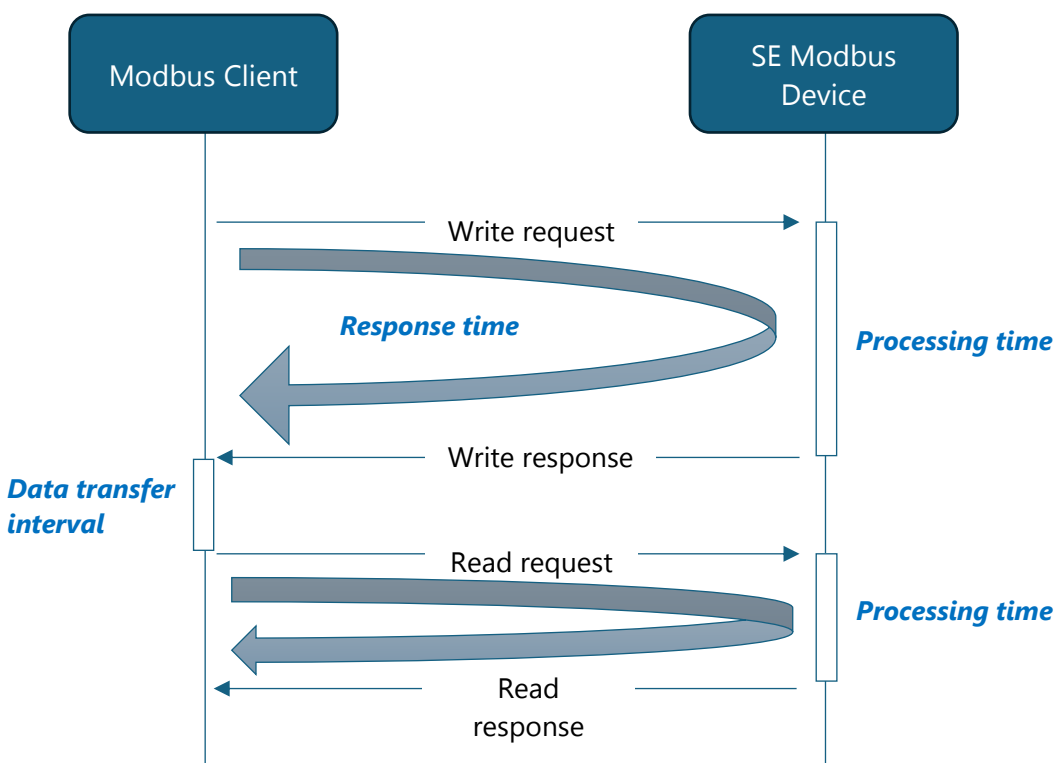 Modbus Client
SE Modbus
Device
Write request
Response time
Processing time
Write response
Data transfer
interval
Read request
Processing time
Read
response